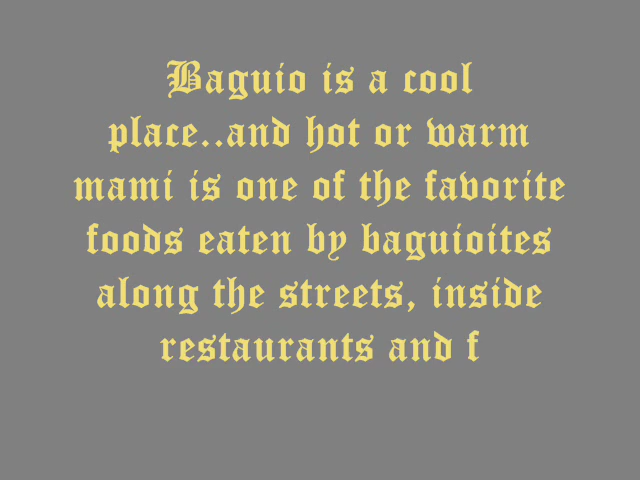 Baguio is a cool
place..and hot or warm
mami is one of the favorite
foods eaten by baguioites
along the streets, inside
restaurants and f